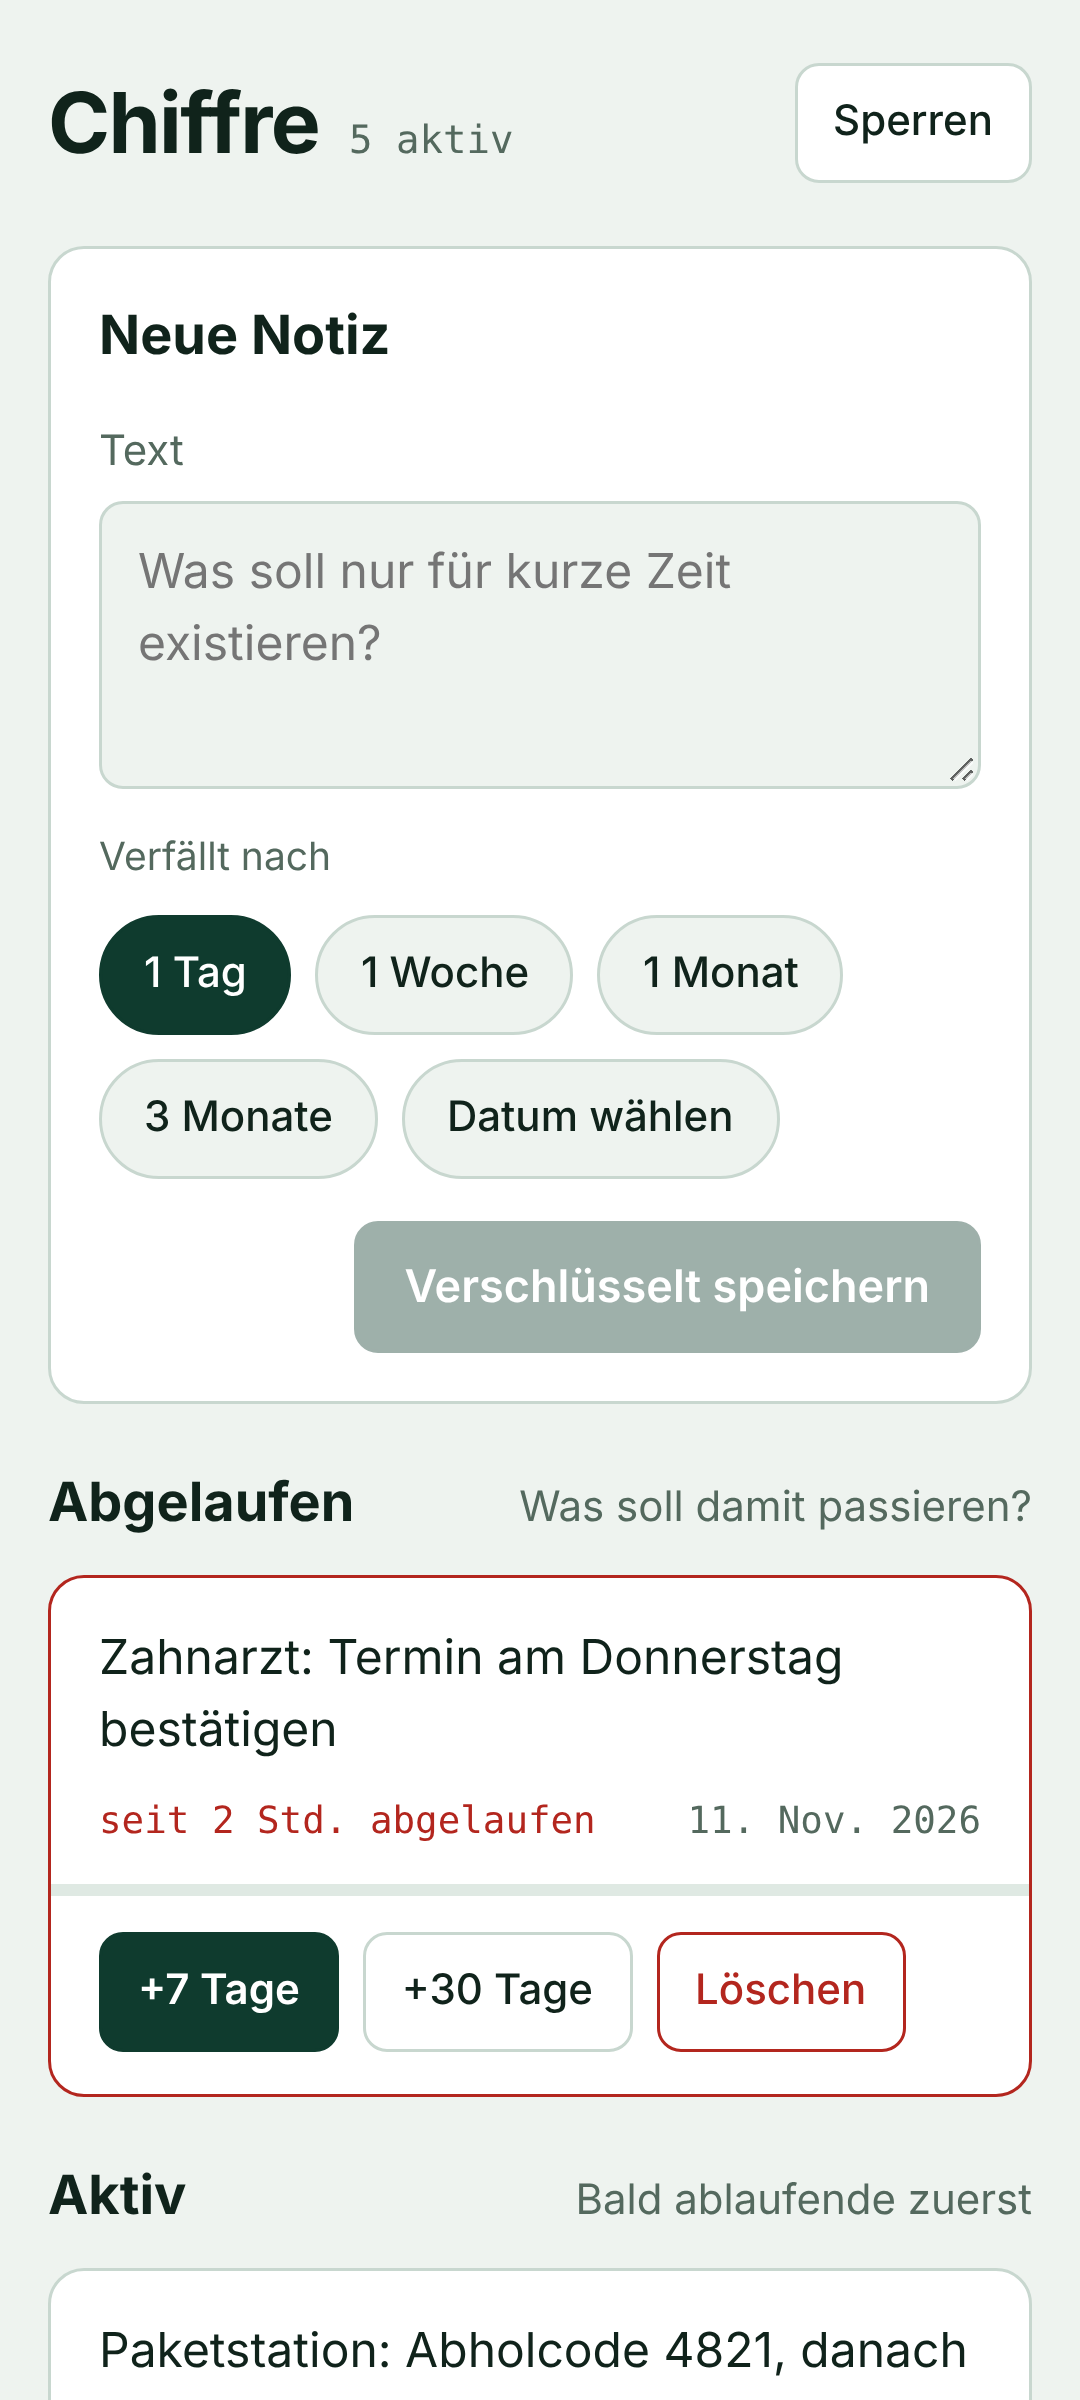 Chiffre 5 aktiv
Sperren
Neue Notiz
Text
Was soll nur für kurze Zeit
existieren?
Verfällt nach
1 Tag
1 Woche
1 Monat
3 Monate
Datum wählen
Verschlüsselt speichern
Abgelaufen
Was soll damit passieren?
Zahnarzt: Termin am Donnerstag
bestätigen
seit 2 Std. abgelaufen
11. Nov. 2026
+7 Tage
+30 Tage
Löschen
Aktiv
Bald ablaufende zuerst
Paketstation: Abholcode 4821, danach